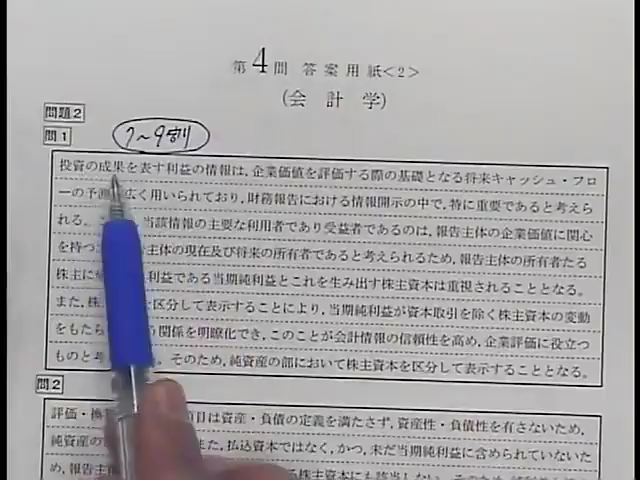 第4問 答案用紙<2>
(会 計 学)
問題2
問1
7～9割
投資の成果を表す利益の情報は，企業価値を評価する際の基礎となる将来キャッシュ・フロ
ーの予測 広く用いられており，財務報告における情報開示の中で，特に重要であると考えら
れる。 当該情報の主要な利用者であり受益者であるのは，報告主体の企業価値に関心
を持つ 主体の現在及び将来の所有者であると考えられるため，報告主体の所有者たる
株主に 利益である当期純利益とこれを生み出す株主資本は重視されることとなる。
また，株 区分して表示することにより，当期純利益が資本取引を除く株主資本の変動
をもたら 関係を明瞭化でき，このことが会計情報の信頼性を高め，企業評価に役立つ
ものと 。そのため，純資産の部において株主資本を区分して表示することとなる。
問2
評価・換 項目は資産・負債の定義を満たさず，資産性・負債性を有さないため，
純資産の また，払込資本ではなく，かつ，未だ当期純利益に含められていないた
め，報告主 株主資本にも該当しない。